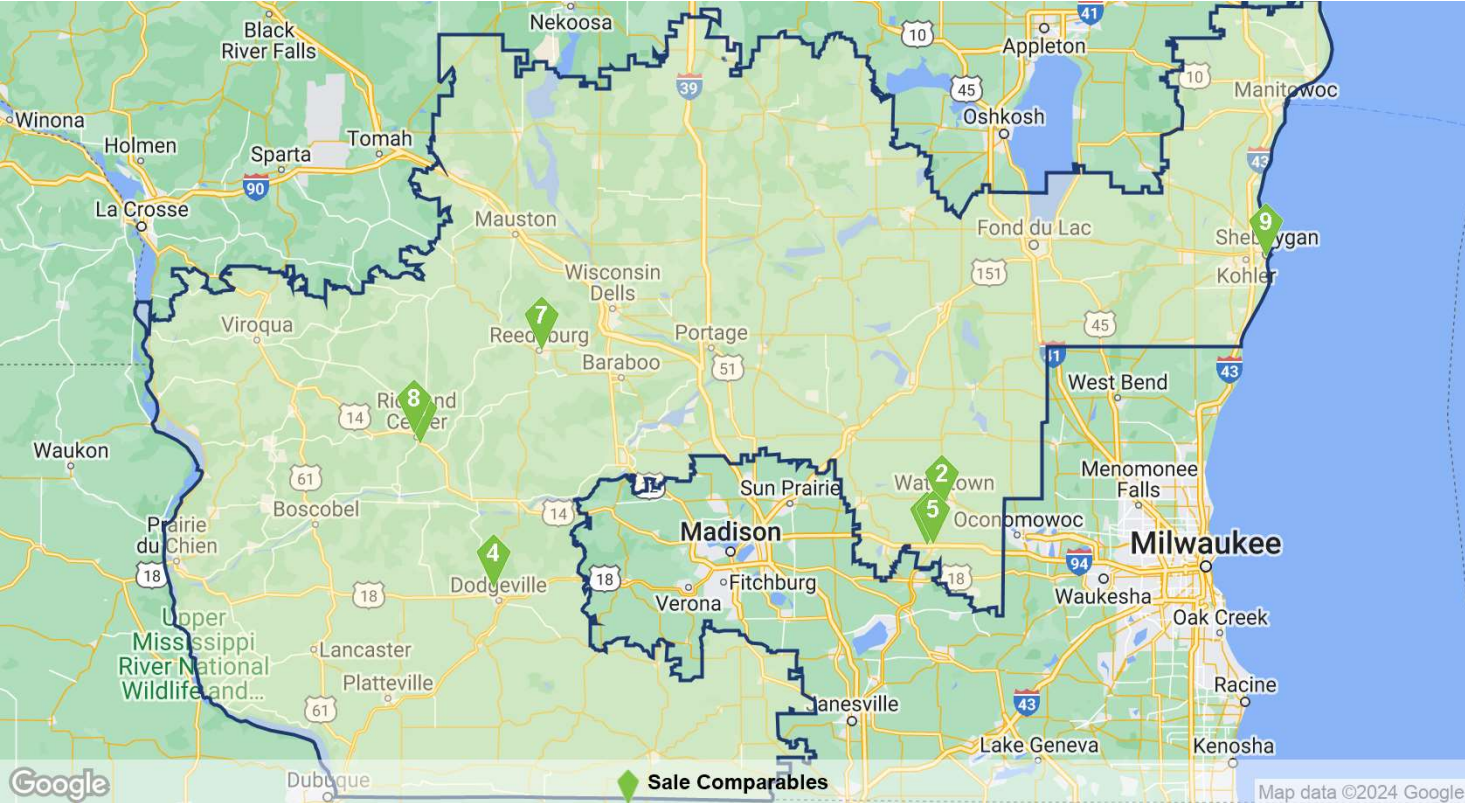 Nekoosa
41
Black
River Falls
10
Appleton
39
45
10
Manitowoc
Winona
Oshkosh
Holmen
Tomah
Sparta
43
90
La Crosse
Mauston
Fond du Lac
9
Sheboygan
Kohler
Wisconsin
Dells
151
7
Viroqua
Reedsburg
Portage
45
Baraboo
41
51
43
West Bend
8
Richland
Center
14
Waukon
61
Menomonee
Falls
2
Watertown
Sun Prairie
12
Boscobel
14
5
Oconomowoc
Prairie
du Chien
Madison
Milwaukee
4
18
Dodgeville
18
Fitchburg
94
18
18
Verona
Waukesha
Upper
Mississippi
River National
Wildlife and...
Oak Creek
Lancaster
Platteville
61
Racine
Janesville
43
Lake Geneva
Kenosha
Dubuque
Google
Sale Comparables
Map data ©2024 Google